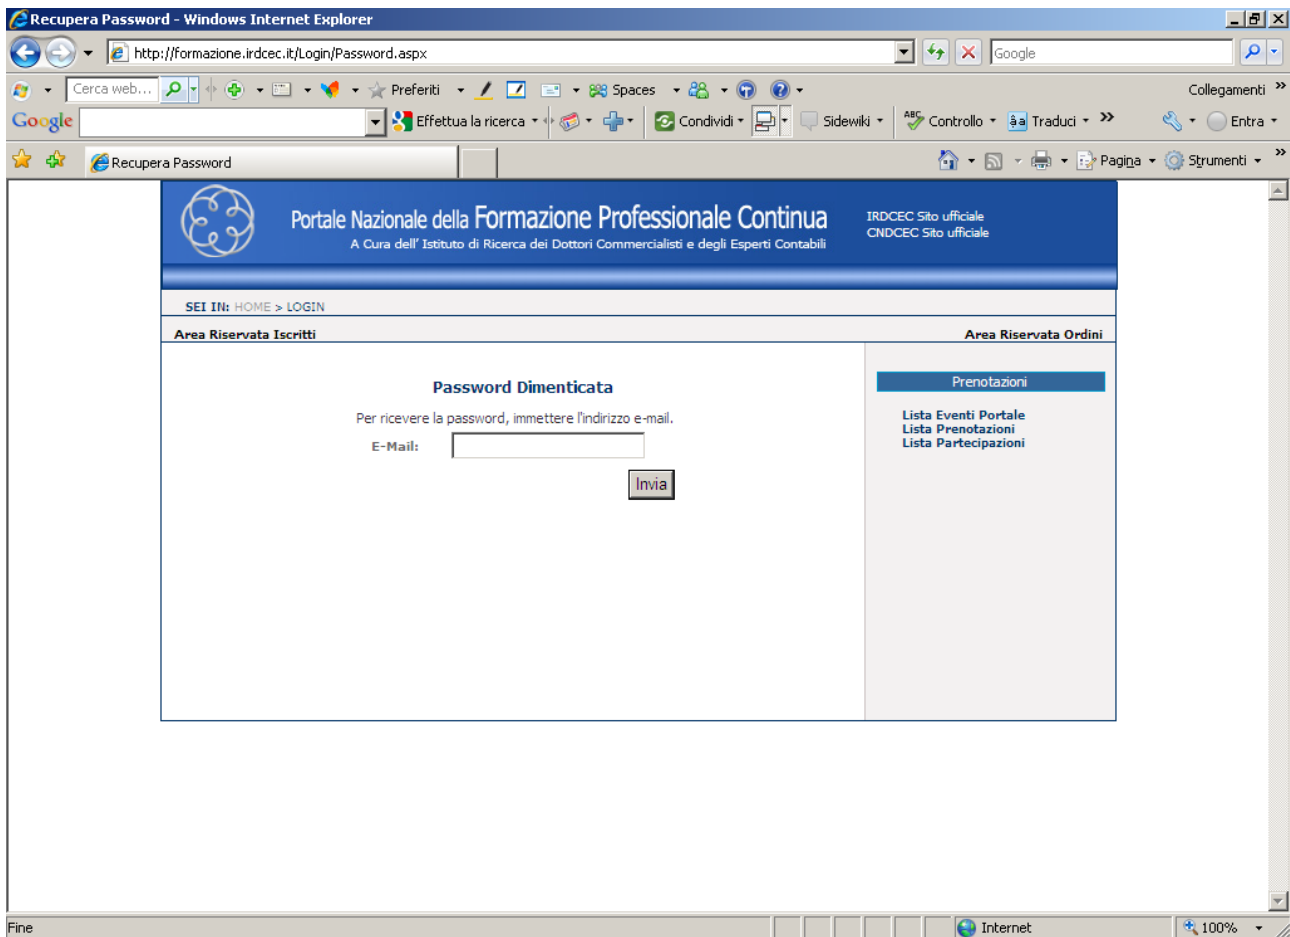 Recupera Password - Windows Internet Explorer
http://formazione.irdcec.it/Login/Password.aspx
Google
Cerca web...
Preferiti
Spaces
Collegamenti »
Google
Effettua la ricerca
Condividi
Sidewiki
ABC Controllo
aa Traduci »
Entra
Recupera Password
Pagina
Strumenti »
Portale Nazionale della Formazione Professionale Continua
A Cura dell' Istituto di Ricerca dei Dottori Commercialisti e degli Esperti Contabili
IRDCEC Sito ufficiale
CNDCEC Sito ufficiale
SEI IN: HOME > LOGIN
Area Riservata Iscritti
Area Riservata Ordini
Password Dimenticata
Per ricevere la password, immettere l'indirizzo e-mail.
E-Mail:
Invia
Prenotazioni
Lista Eventi Portale
Lista Prenotazioni
Lista Partecipazioni
Fine
Internet
100%